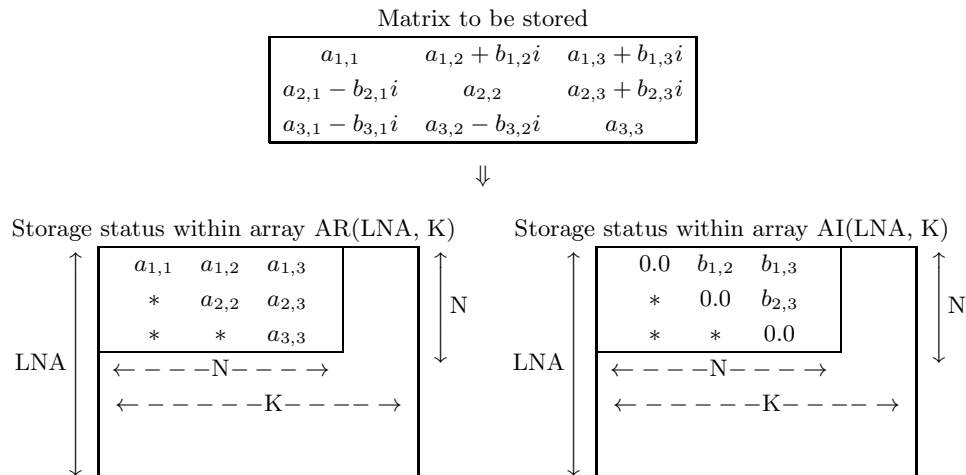 Matrix to be stored
a1,1 a1,2 + b1,2i a1,3 + b1,3i
a2,1 − b2,1i a2,2 a2,3 + b2,3i
a3,1 − b3,1i a3,2 − b3,2i a3,3
⇓
Storage status within array AR(LNA, K)
a1,1 a1,2 a1,3
* a2,2 a2,3
* * a3,3
N
LNA
←− − − −N− − −→
←− − − − − −K− − − − −→
Storage status within array AI(LNA, K)
0.0 b1,2 b1,3
* 0.0 b2,3
* * 0.0
N
LNA
←− − − −N− − −→
←− − − − − −K− − − − −→